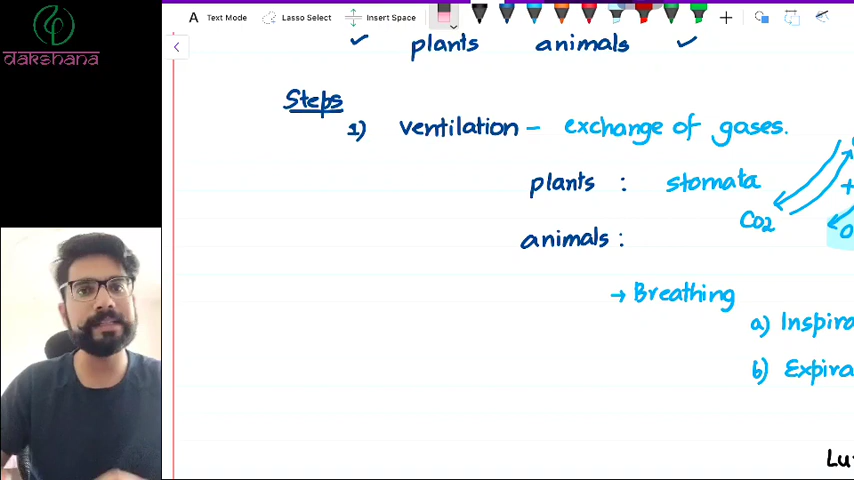 dakshana
Text Mode Lasso Select Insert Space
plants animals
Steps
1) ventilation - exchange of gases.
plants : stomata
+
CO2
animals :
→ Breathing
a) Inspira
b) Expira